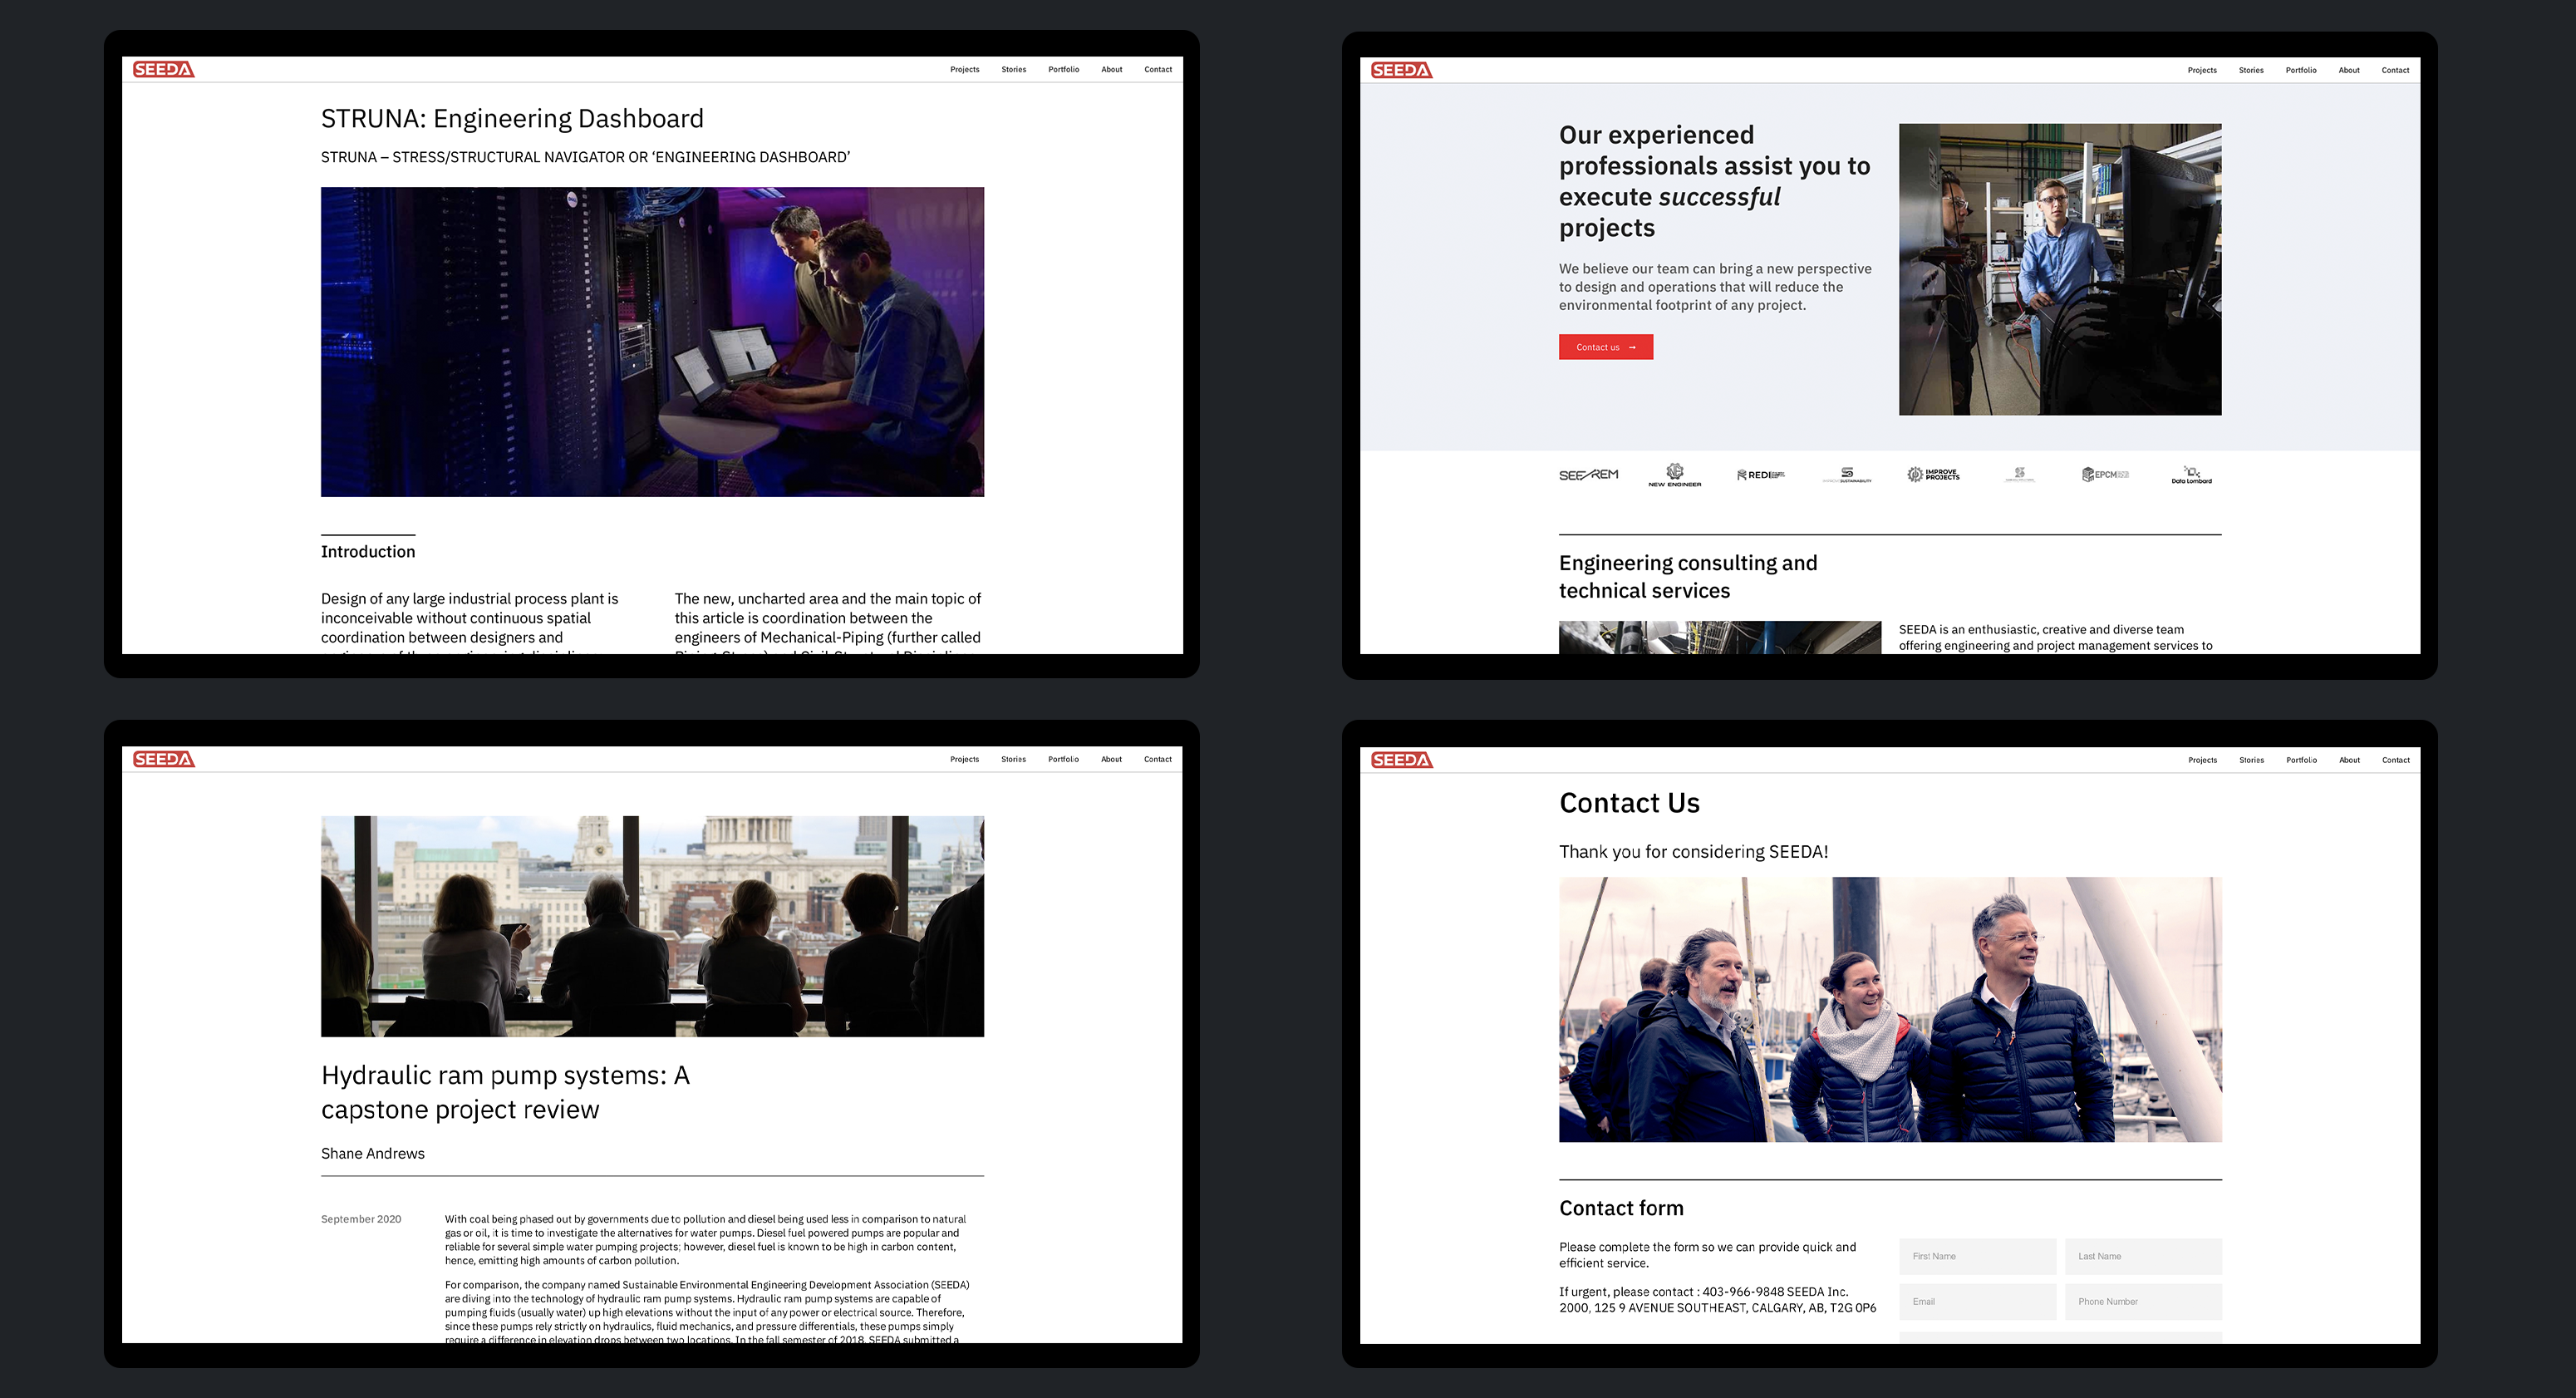 SEEDA
Projects Stories Portfolio About Contact
STRUNA: Engineering Dashboard
STRUNA – STRESS/STRUCTURAL NAVIGATOR OR ‘ENGINEERING DASHBOARD’
Introduction
Design of any large industrial process plant is
inconceivable without continuous spatial
coordination between designers and
The new, uncharted area and the main topic of
this article is coordination between the
engineers of Mechanical-Piping (further called
SEEDA
Projects Stories Portfolio About Contact
Our experienced
professionals assist you to
execute successful
projects
We believe our team can bring a new perspective
to design and operations that will reduce the
environmental footprint of any project.
Contact us →
NEW ENGINEER
REDI
SUSTAINABILITY
IMPROVE
PROJECTS
EPCM
Data Lombard
Engineering consulting and
technical services
SEEDA is an enthusiastic, creative and diverse team
offering engineering and project management services to
SEEDA
Projects Stories Portfolio About Contact
Hydraulic ram pump systems: A
capstone project review
Shane Andrews
September 2020
With coal being phased out by governments due to pollution and diesel being used less in comparison to natural
gas or oil, it is time to investigate the alternatives for water pumps. Diesel fuel powered pumps are popular and
reliable for several simple water pumping projects; however, diesel fuel is known to be high in carbon content,
hence, emitting high amounts of carbon pollution.
For comparison, the company named Sustainable Environmental Engineering Development Association (SEEDA)
are diving into the technology of hydraulic ram pump systems. Hydraulic ram pump systems are capable of
pumping fluids (usually water) up high elevations without the input of any power or electrical source. Therefore,
since these pumps rely strictly on hydraulics, fluid mechanics, and pressure differentials, these pumps simply
require a difference in elevation drops between two locations. In the fall semester of 2018, SEEDA submitted a
SEEDA
Projects Stories Portfolio About Contact
Contact Us
Thank you for considering SEEDA!
Contact form
Please complete the form so we can provide quick and
efficient service.
If urgent, please contact : 403-966-9848 SEEDA Inc.
2000, 125 9 AVENUE SOUTHEAST, CALGARY, AB, T2G 0P6
First Name
Last Name
Email
Phone Number